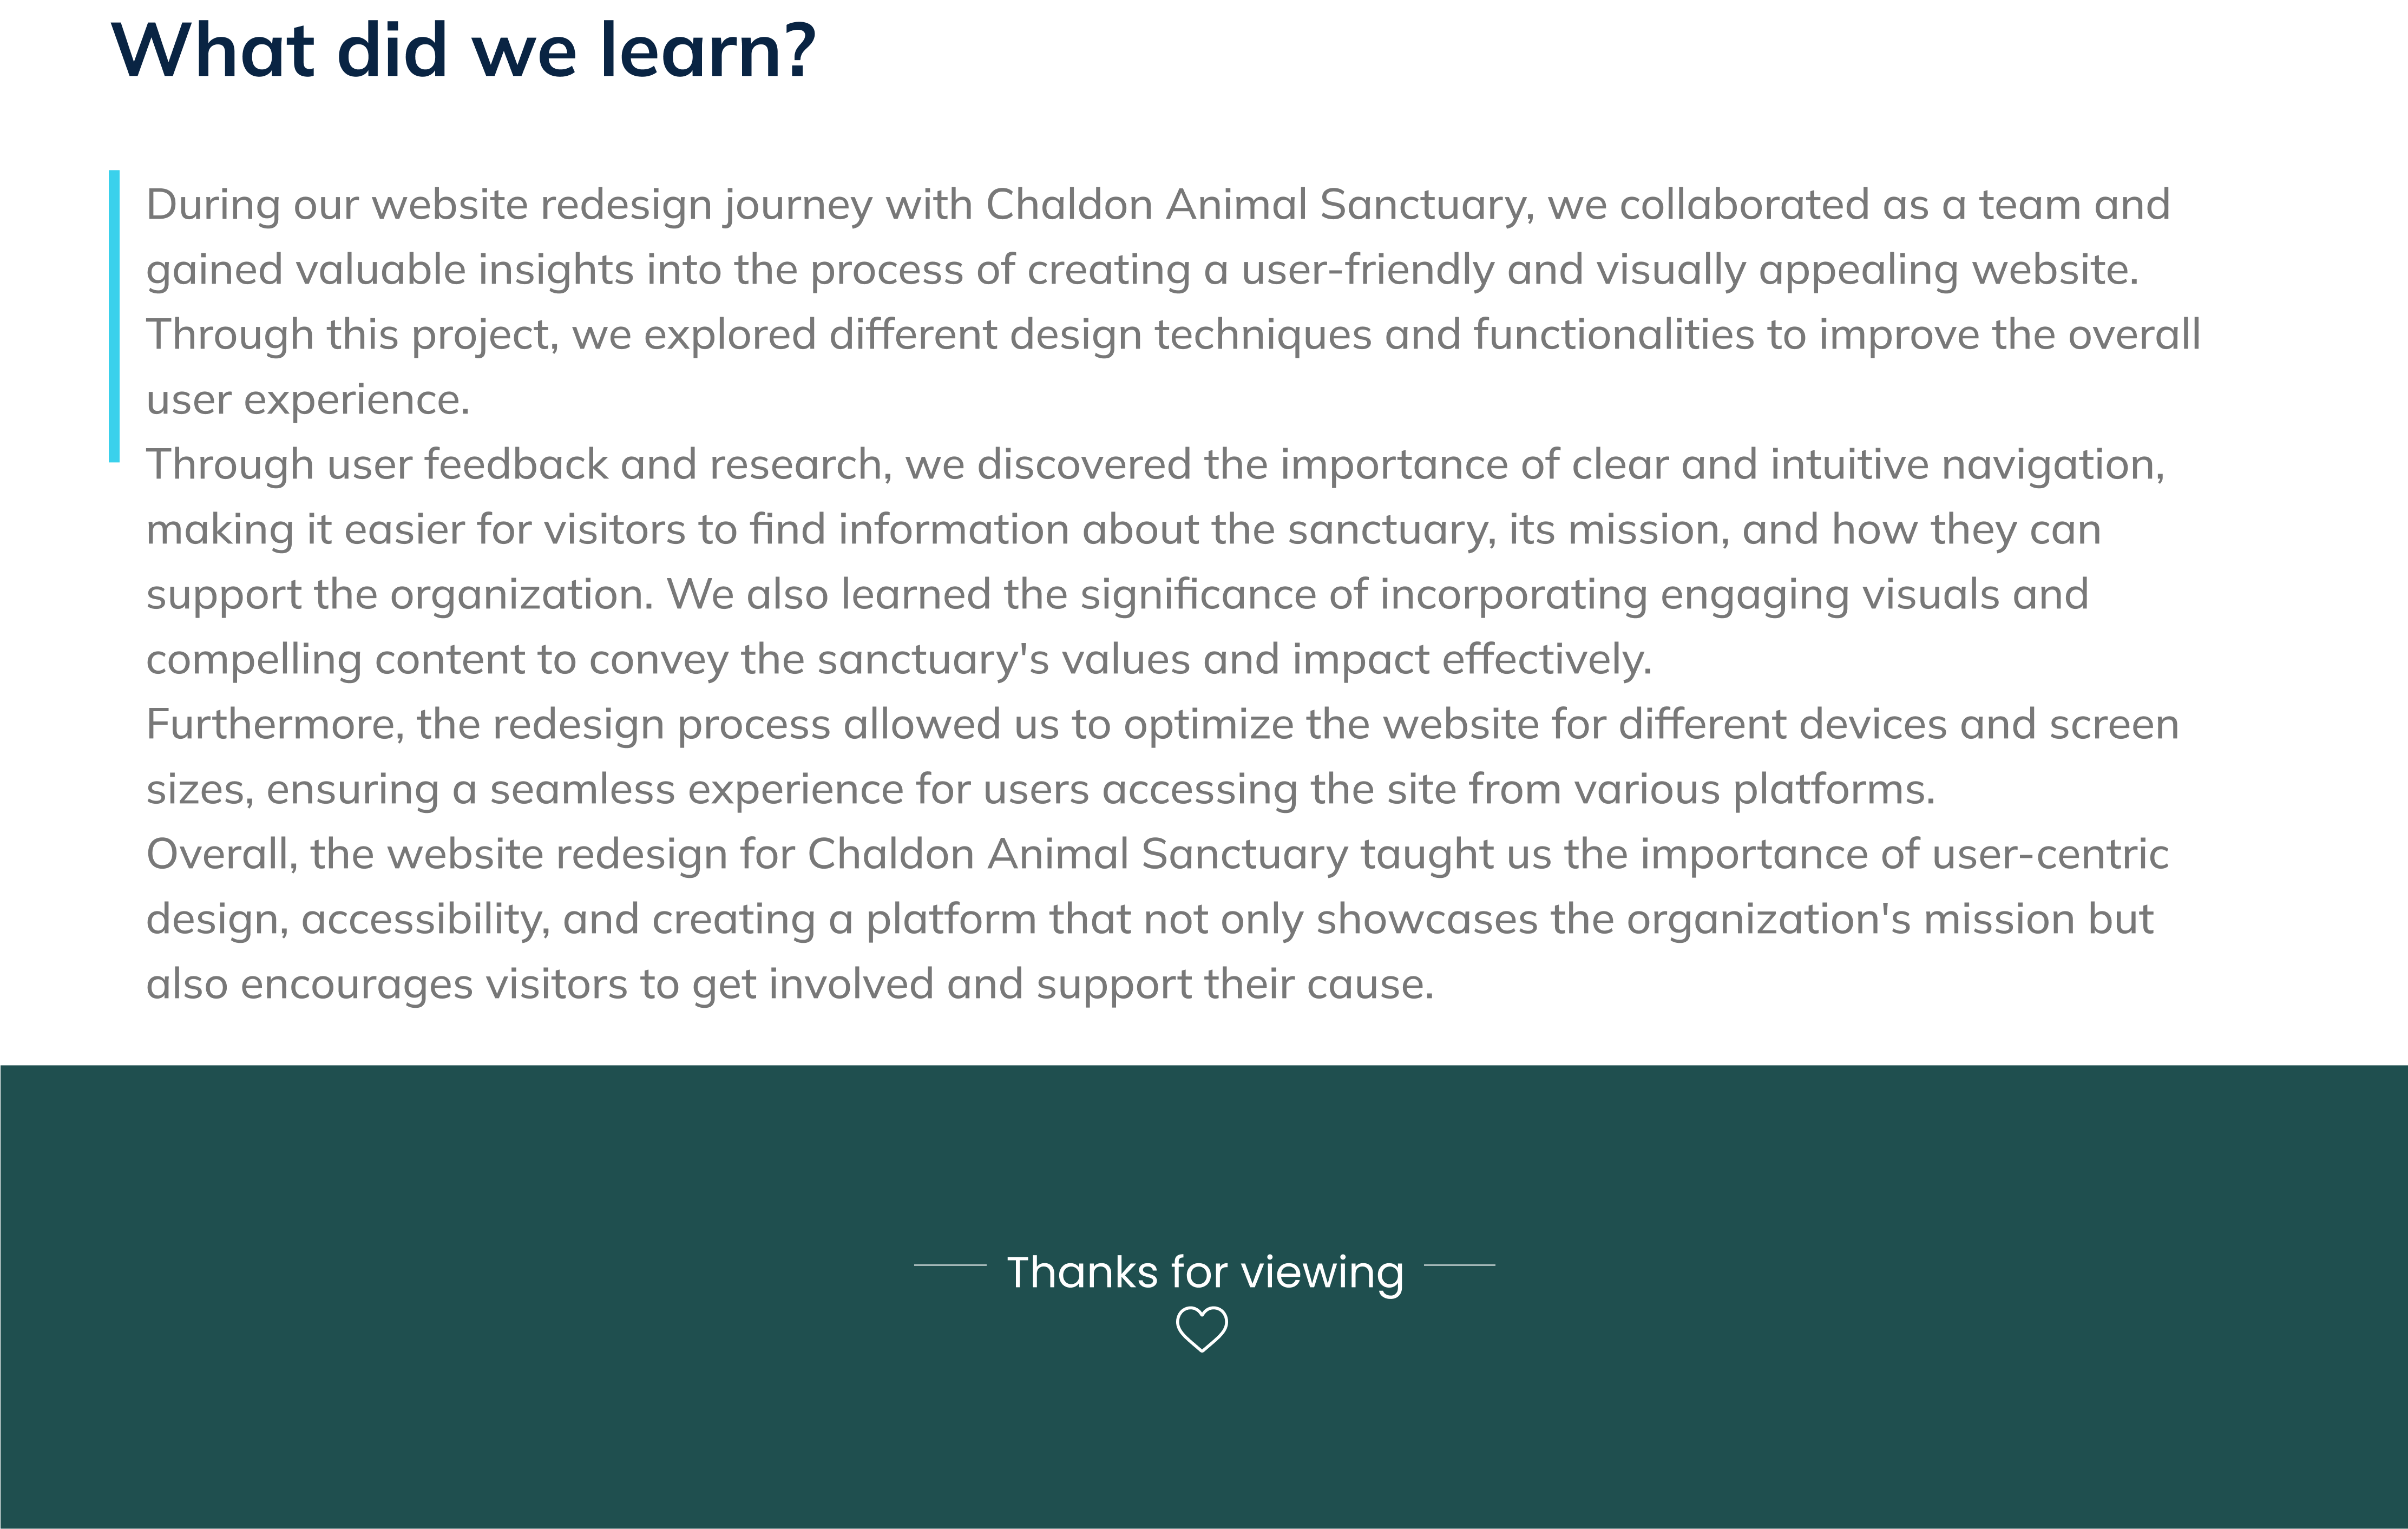 What did we learn?
During our website redesign journey with Chaldon Animal Sanctuary, we collaborated as a team and
gained valuable insights into the process of creating a user-friendly and visually appealing website.
Through this project, we explored different design techniques and functionalities to improve the overall
user experience.
Through user feedback and research, we discovered the importance of clear and intuitive navigation,
making it easier for visitors to find information about the sanctuary, its mission, and how they can
support the organization. We also learned the significance of incorporating engaging visuals and
compelling content to convey the sanctuary's values and impact effectively.
Furthermore, the redesign process allowed us to optimize the website for different devices and screen
sizes, ensuring a seamless experience for users accessing the site from various platforms.
Overall, the website redesign for Chaldon Animal Sanctuary taught us the importance of user-centric
design, accessibility, and creating a platform that not only showcases the organization's mission but
also encourages visitors to get involved and support their cause.
Thanks for viewing